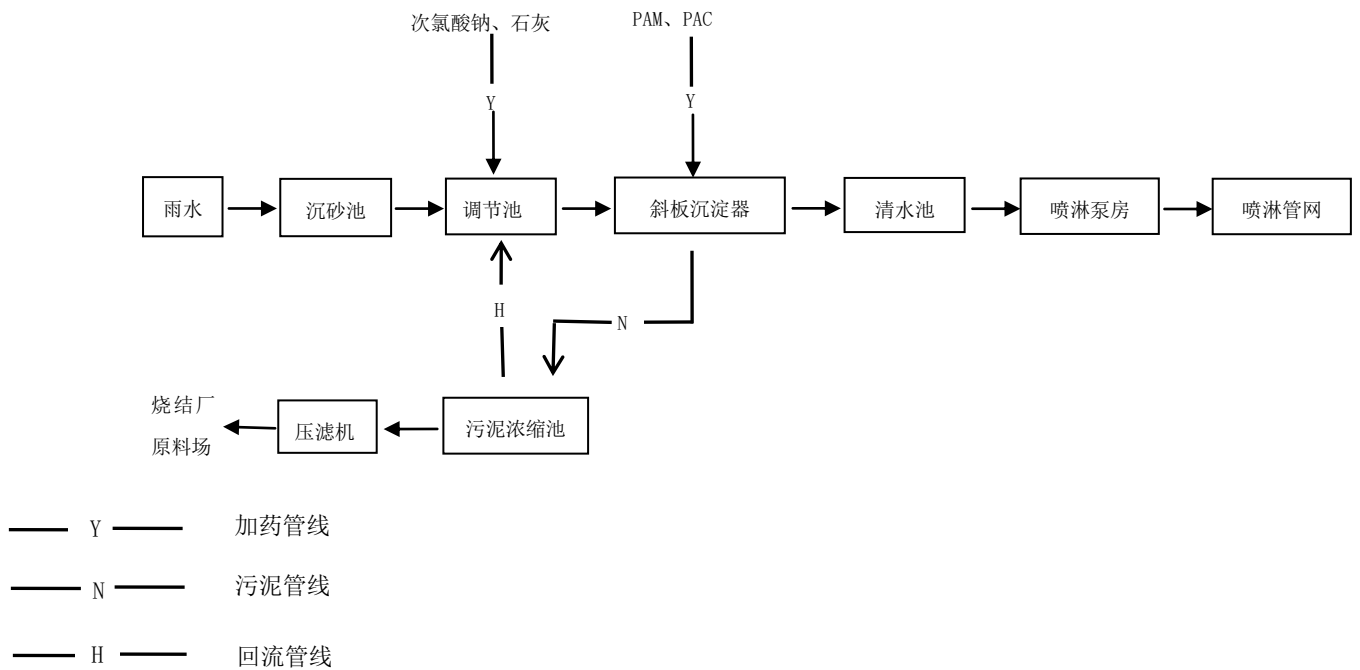 次氯酸钠、石灰
PAM、PAC
Y
Y
雨水
沉砂池
调节池
斜板沉淀器
清水池
喷淋泵房
喷淋管网
H
N
烧结厂
原料场
压滤机
污泥浓缩池
Y
加药管线
N
污泥管线
H
回流管线